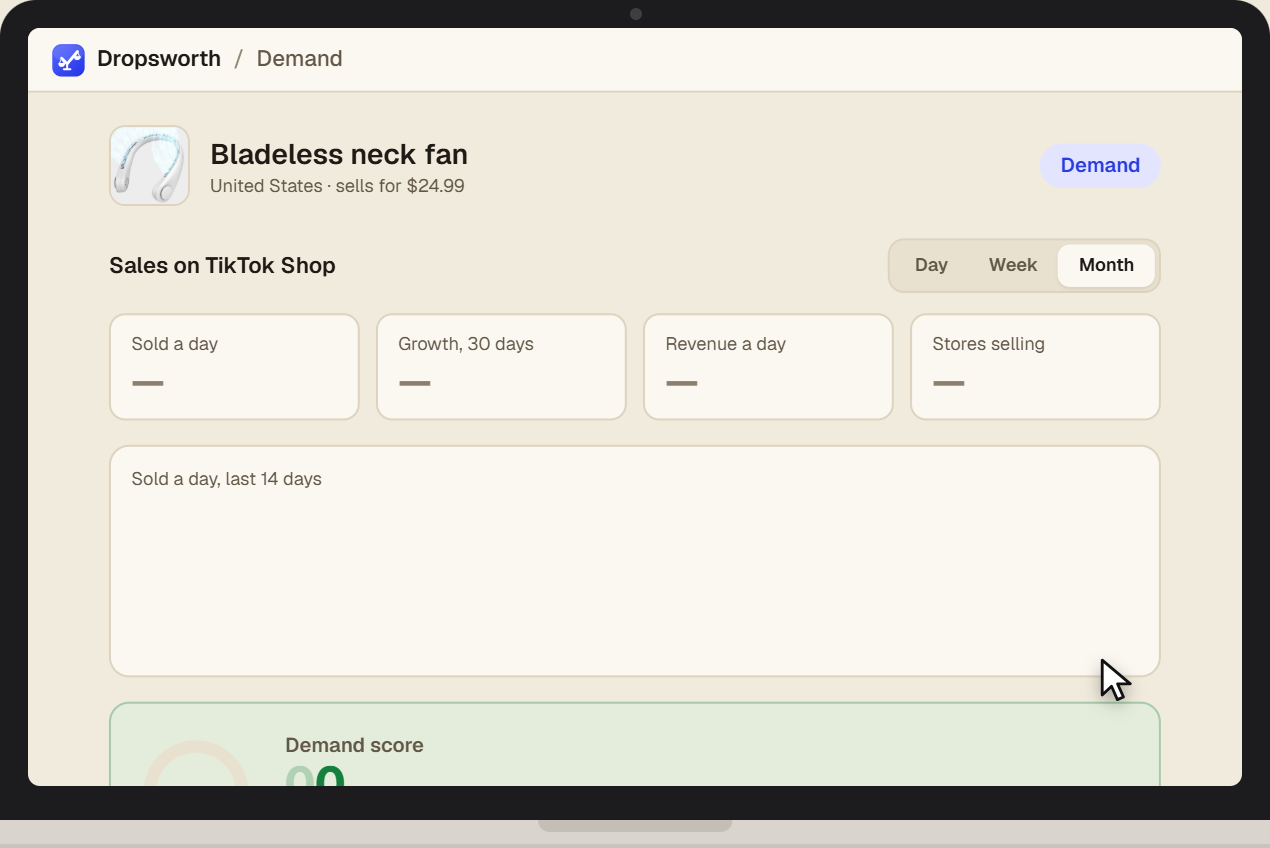 Dropsworth / Demand
Bladeless neck fan
United States · sells for $24.99
Demand
Sales on TikTok Shop
Day Week Month
Sold a day
—
Growth, 30 days
—
Revenue a day
—
Stores selling
—
Sold a day, last 14 days
Demand score
00